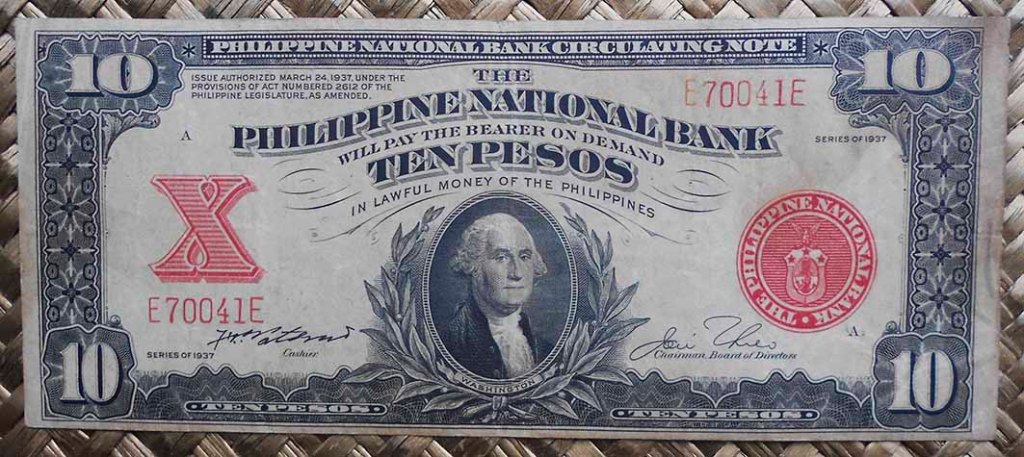 PHILIPPINE NATIONAL BANK CIRCULATING NOTE
10
10
ISSUE AUTHORIZED MARCH 24, 1937, UNDER THE
PROVISIONS OF ACT NUMBERED 2612 OF THE
PHILIPPINE LEGISLATURE, AS AMENDED.
THE
PHILIPPINE NATIONAL BANK
E70041E
A
SERIES OF 1937
WILL PAY THE BEARER ON DEMAND
TEN PESOS
IN LAWFUL MONEY OF THE PHILIPPINES
X
THE PHILIPPINE NATIONAL BANK
E70041E
SERIES OF 1937
Cashier.
WASHINGTON
Chairman, Board of Directors
10
10
TEN PESOS
TEN PESOS